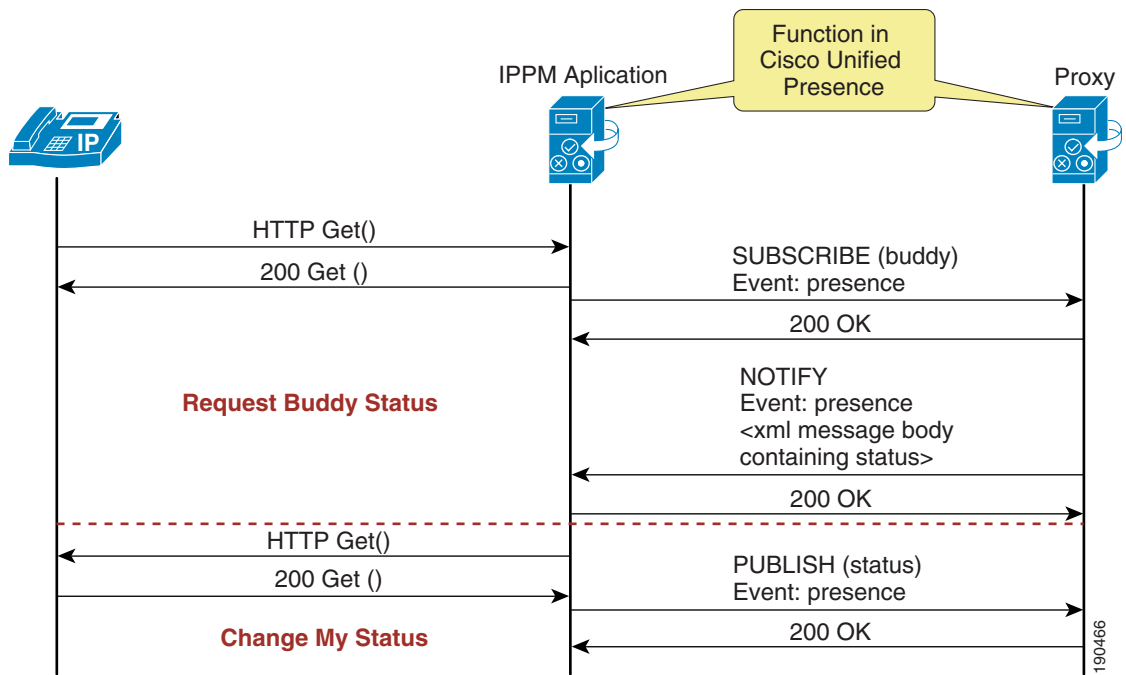 Function in
Cisco Unified
Presence
IPPM Aplication
Proxy
IP
HTTP Get()
200 Get ()
SUBSCRIBE (buddy)
Event: presence
200 OK
Request Buddy Status
NOTIFY
Event: presence
<xml message body
containing status>
200 OK
HTTP Get()
200 Get ()
PUBLISH (status)
Event: presence
Change My Status
200 OK
190466